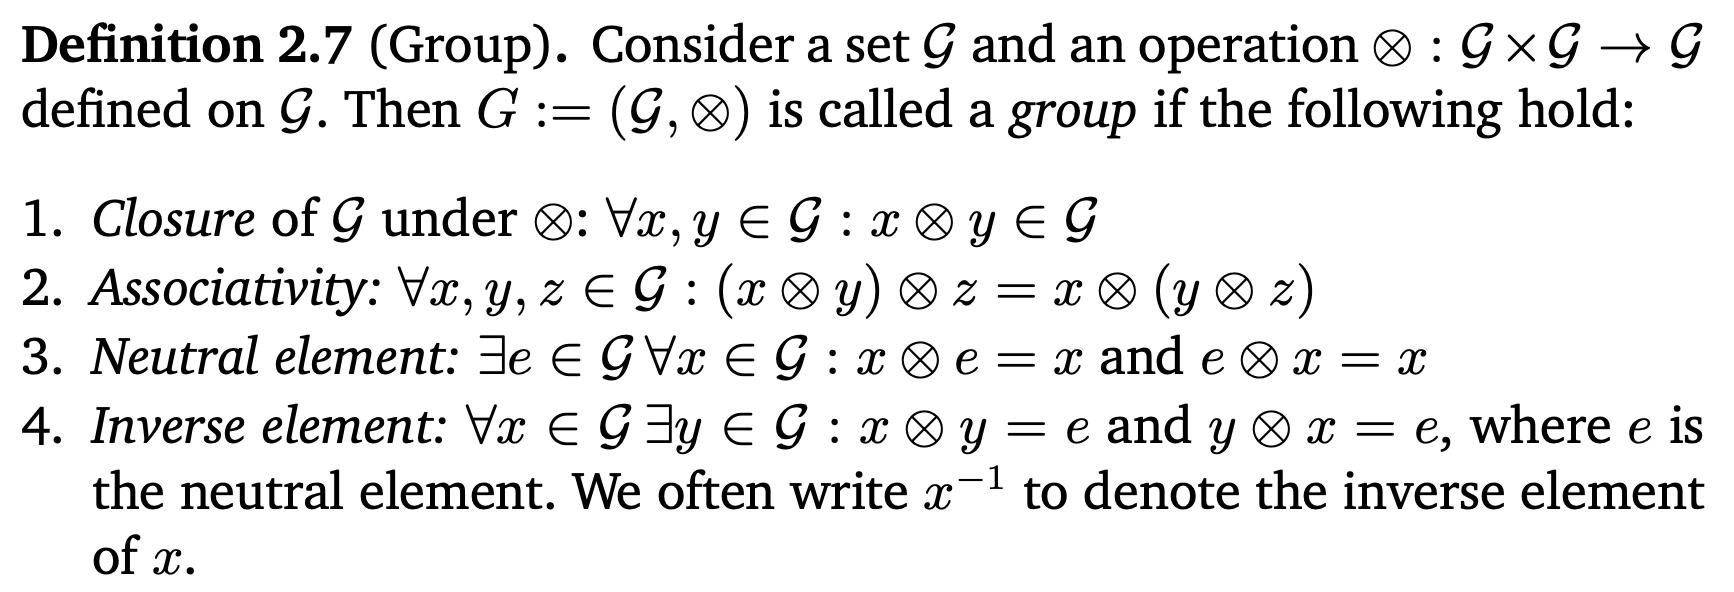 Definition 2.7 (Group). Consider a set 𝒢 and an operation ⊗ : 𝒢 × 𝒢 → 𝒢
defined on 𝒢. Then G := (𝒢, ⊗) is called a group if the following hold:
1. Closure of 𝒢 under ⊗: ∀x, y ∈ 𝒢 : x ⊗ y ∈ 𝒢
2. Associativity: ∀x, y, z ∈ 𝒢 : (x ⊗ y) ⊗ z = x ⊗ (y ⊗ z)
3. Neutral element: ∃e ∈ 𝒢 ∀x ∈ 𝒢 : x ⊗ e = x and e ⊗ x = x
4. Inverse element: ∀x ∈ 𝒢 ∃y ∈ 𝒢 : x ⊗ y = e and y ⊗ x = e, where e is
the neutral element. We often write x⁻¹ to denote the inverse element
of x.